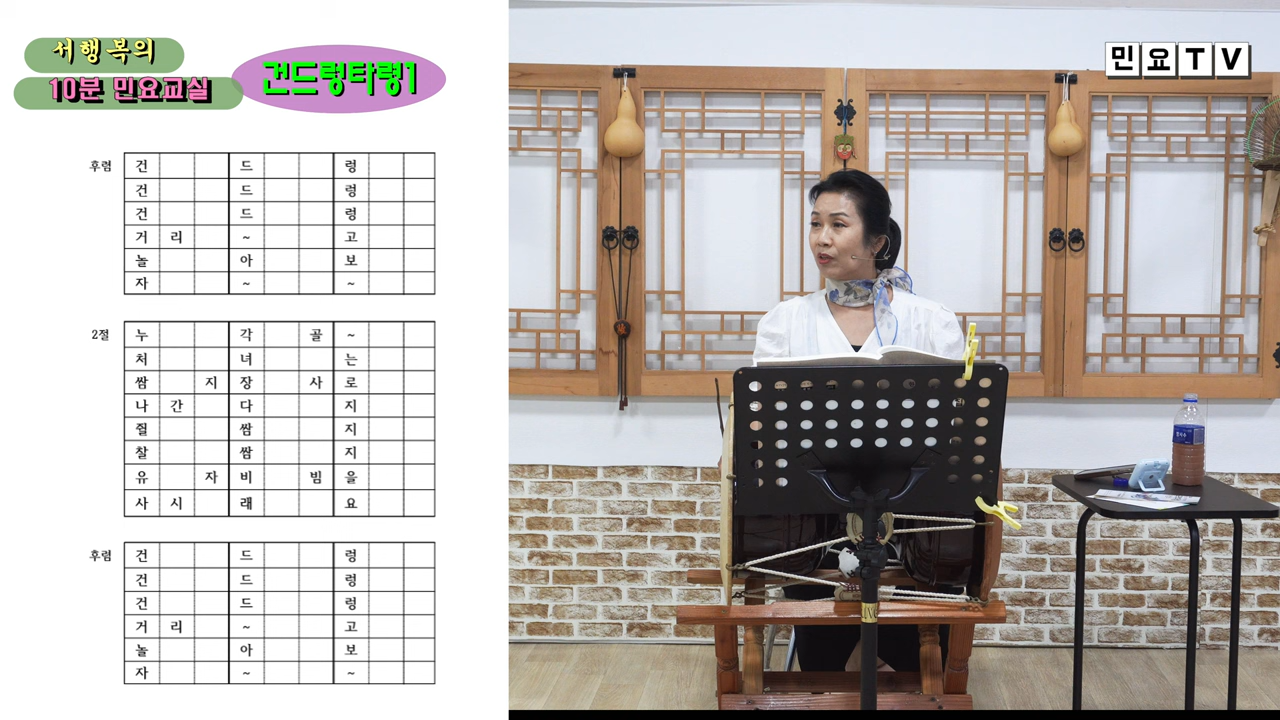 서행복의
10분 민요교실
건드렁타령1
민요TV
후렴 건 드 렁
건 드 렁
건 드 렁
거 리 ~ 고
놀 아 보
자 ~ ~
2절 누 각 골 ~
처 녀 는
쌈 지 장 사 로
나 간 다 지
쥘 쌈 지
찰 쌈 지
유 자 비 빔 을
사 시 래 요
후렴 건 드 렁
건 드 렁
건 드 렁
거 리 ~ 고
놀 아 보
자 ~ ~